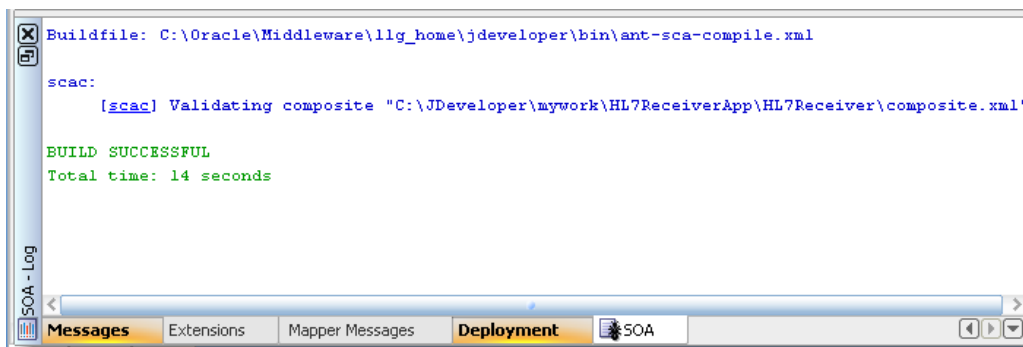 Buildfile: C:\Oracle\Middleware\llg_home\jdeveloper\bin\ant-sca-compile.xml
scac:
[scac] Validating composite "C:\JDeveloper\mywork\HL7ReceiverApp\HL7Receiver\composite.xml"
BUILD SUCCESSFUL
Total time: 14 seconds
SOA - Log
Messages Extensions Mapper Messages Deployment SOA